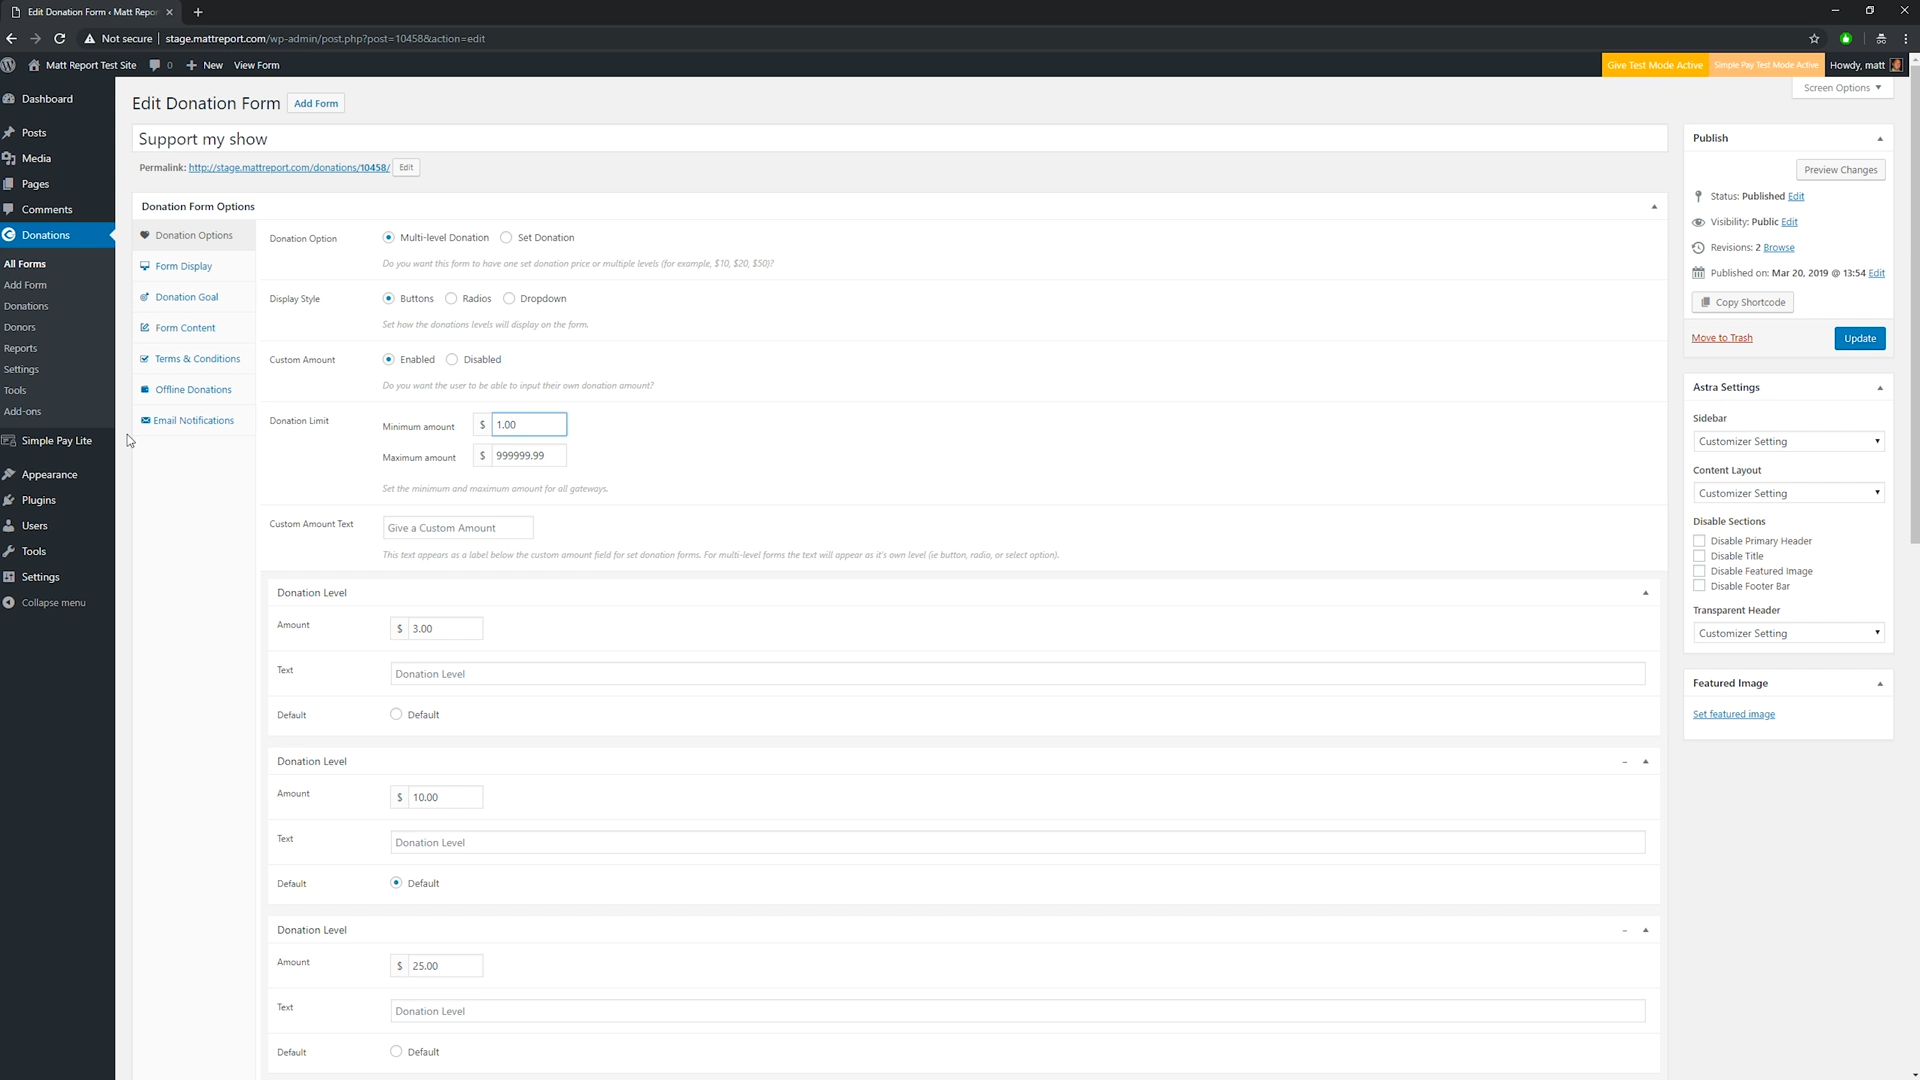 Edit Donation Form ‹ Matt Repor
Not secure | stage.mattreport.com/wp-admin/post.php?post=10458&action=edit
Matt Report Test Site 0 New View Form
Give Test Mode Active Simple Pay Test Mode Active Howdy, matt
Screen Options
Dashboard
Posts
Media
Pages
Comments
Donations
All Forms
Add Form
Donations
Donors
Reports
Settings
Tools
Add-ons
Simple Pay Lite
Appearance
Plugins
Users
Tools
Settings
Collapse menu
Edit Donation Form Add Form
Support my show
Permalink: http://stage.mattreport.com/donations/10458/ Edit
Donation Form Options
Donation Options
Form Display
Donation Goal
Form Content
Terms & Conditions
Offline Donations
Email Notifications
Donation Option Multi-level Donation Set Donation
Do you want this form to have one set donation price or multiple levels (for example, $10, $20, $50)?
Display Style Buttons Radios Dropdown
Set how the donations levels will display on the form.
Custom Amount Enabled Disabled
Do you want the user to be able to input their own donation amount?
Donation Limit Minimum amount $ 1.00
Maximum amount $ 999999.99
Set the minimum and maximum amount for all gateways.
Custom Amount Text Give a Custom Amount
This text appears as a label below the custom amount field for set donation forms. For multi-level forms the text will appear as it's own level (ie button, radio, or select option).
Donation Level
Amount $ 3.00
Text Donation Level
Default Default
Donation Level
Amount $ 10.00
Text Donation Level
Default Default
Donation Level
Amount $ 25.00
Text Donation Level
Default Default
Publish
Preview Changes
Status: Published Edit
Visibility: Public Edit
Revisions: 2 Browse
Published on: Mar 20, 2019 @ 13:54 Edit
Copy Shortcode
Move to Trash Update
Astra Settings
Sidebar
Customizer Setting
Content Layout
Customizer Setting
Disable Sections
Disable Primary Header
Disable Title
Disable Featured Image
Disable Footer Bar
Transparent Header
Customizer Setting
Featured Image
Set featured image